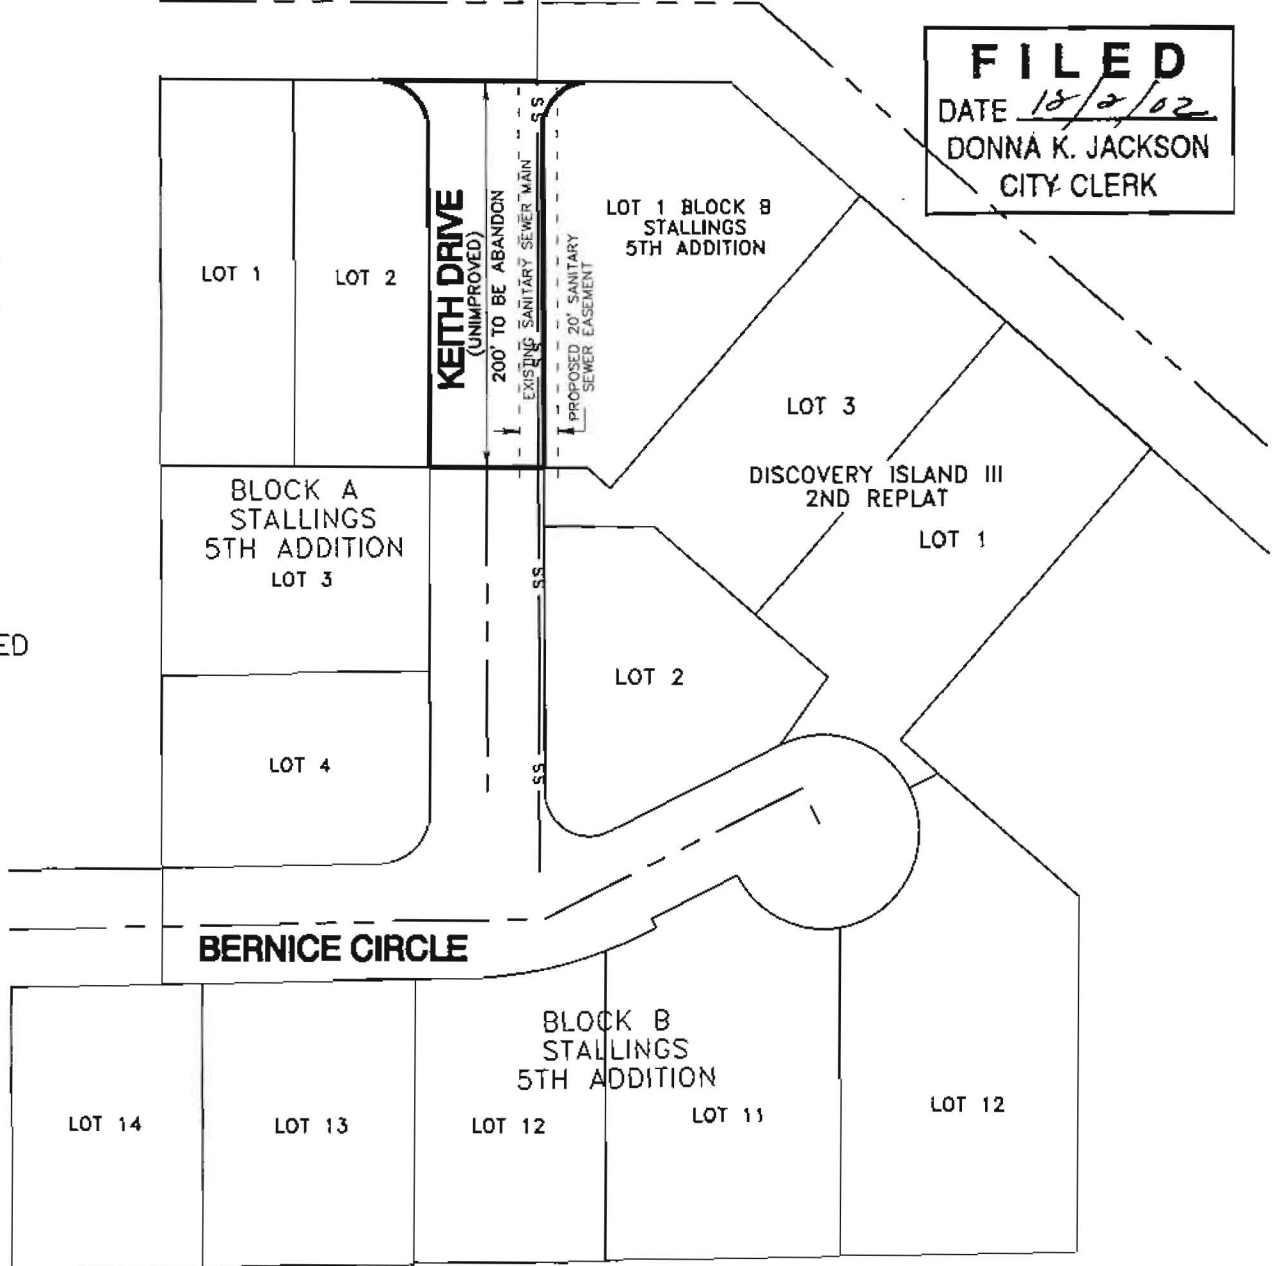 FILED
DATE 12/2/02
DONNA K. JACKSON
CITY CLERK
LOT 1
LOT 2
KEITH DRIVE
(UNIMPROVED)
200' TO BE ABANDON
EXISTING SANITARY SEWER MAIN
SS
SS
PROPOSED 20' SANITARY
SEWER EASEMENT
LOT 1 BLOCK B
STALLINGS
5TH ADDITION
LOT 3
DISCOVERY ISLAND III
2ND REPLAT
LOT 1
BLOCK A
STALLINGS
5TH ADDITION
LOT 3
SS
ED
LOT 2
LOT 4
SS
BERNICE CIRCLE
BLOCK B
STALLINGS
5TH ADDITION
LOT 14
LOT 13
LOT 12
LOT 11
LOT 12